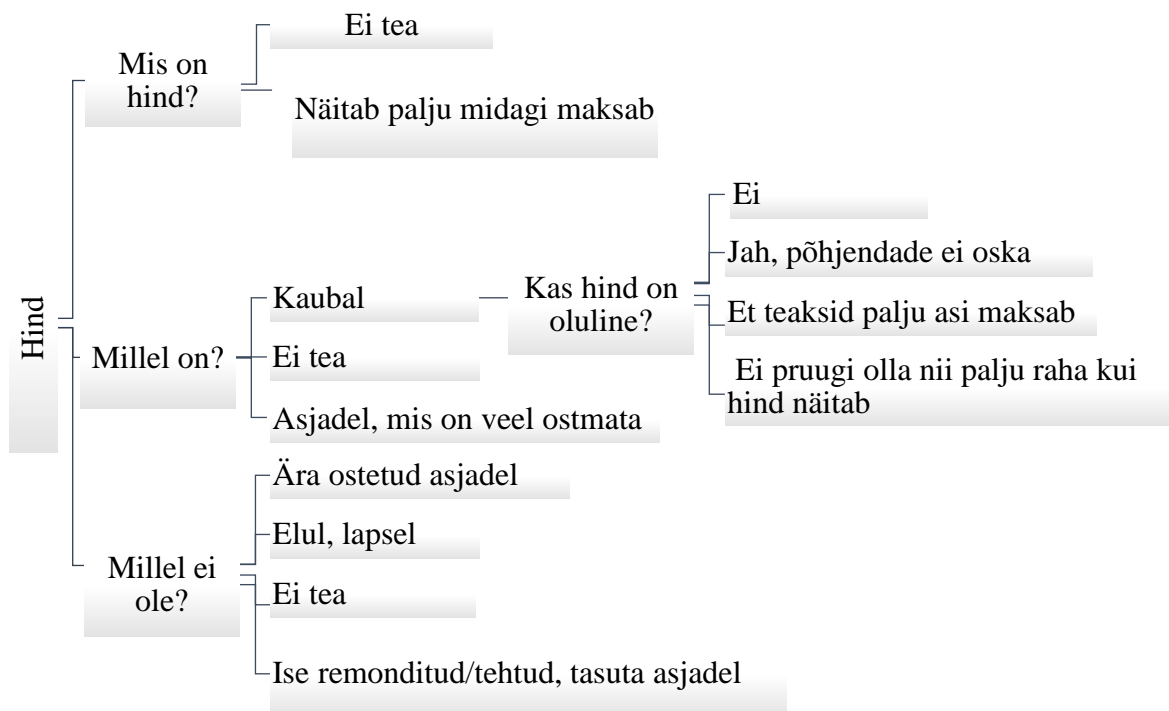 Hind
Mis on
hind?
Ei tea
Näitab palju midagi maksab
Millel on?
Kaubal
Kas hind on
oluline?
Ei
Jah, põhjendade ei oska
Et teaksid palju asi maksab
Ei pruugi olla nii palju raha kui
hind näitab
Ei tea
Asjadel, mis on veel ostmata
Millel ei
ole?
Ära ostetud asjadel
Elul, lapsel
Ei tea
Ise remonditud/tehtud, tasuta asjadel